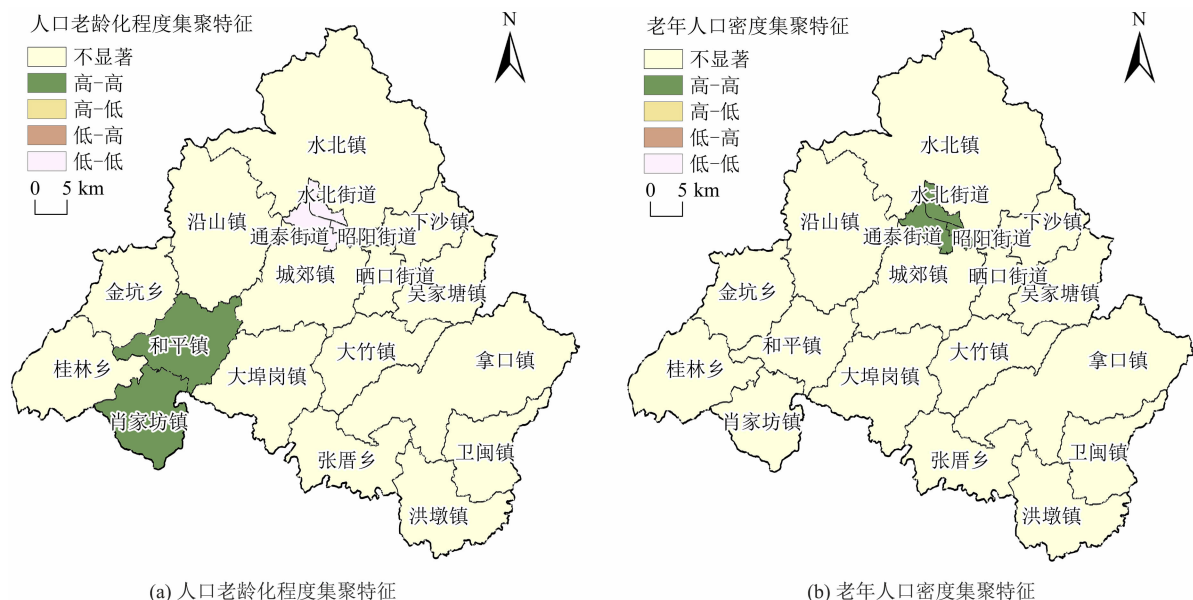 人口老龄化程度集聚特征
不显著
高-高
高-低
低-高
低-低
0 5 km
N
水北镇
水北街道
沿山镇
下沙镇
通泰街道
昭阳街道
城郊镇
晒口街道
吴家塘镇
金坑乡
和平镇
大竹镇
拿口镇
桂林乡
大埠岗镇
肖家坊镇
张厝乡
卫闽镇
洪墩镇
(a) 人口老龄化程度集聚特征
老年人口密度集聚特征
不显著
高-高
高-低
低-高
低-低
0 5 km
N
水北镇
水北街道
沿山镇
下沙镇
通泰街道
昭阳街道
城郊镇
晒口街道
吴家塘镇
金坑乡
和平镇
大竹镇
拿口镇
桂林乡
大埠岗镇
肖家坊镇
张厝乡
卫闽镇
洪墩镇
(b) 老年人口密度集聚特征